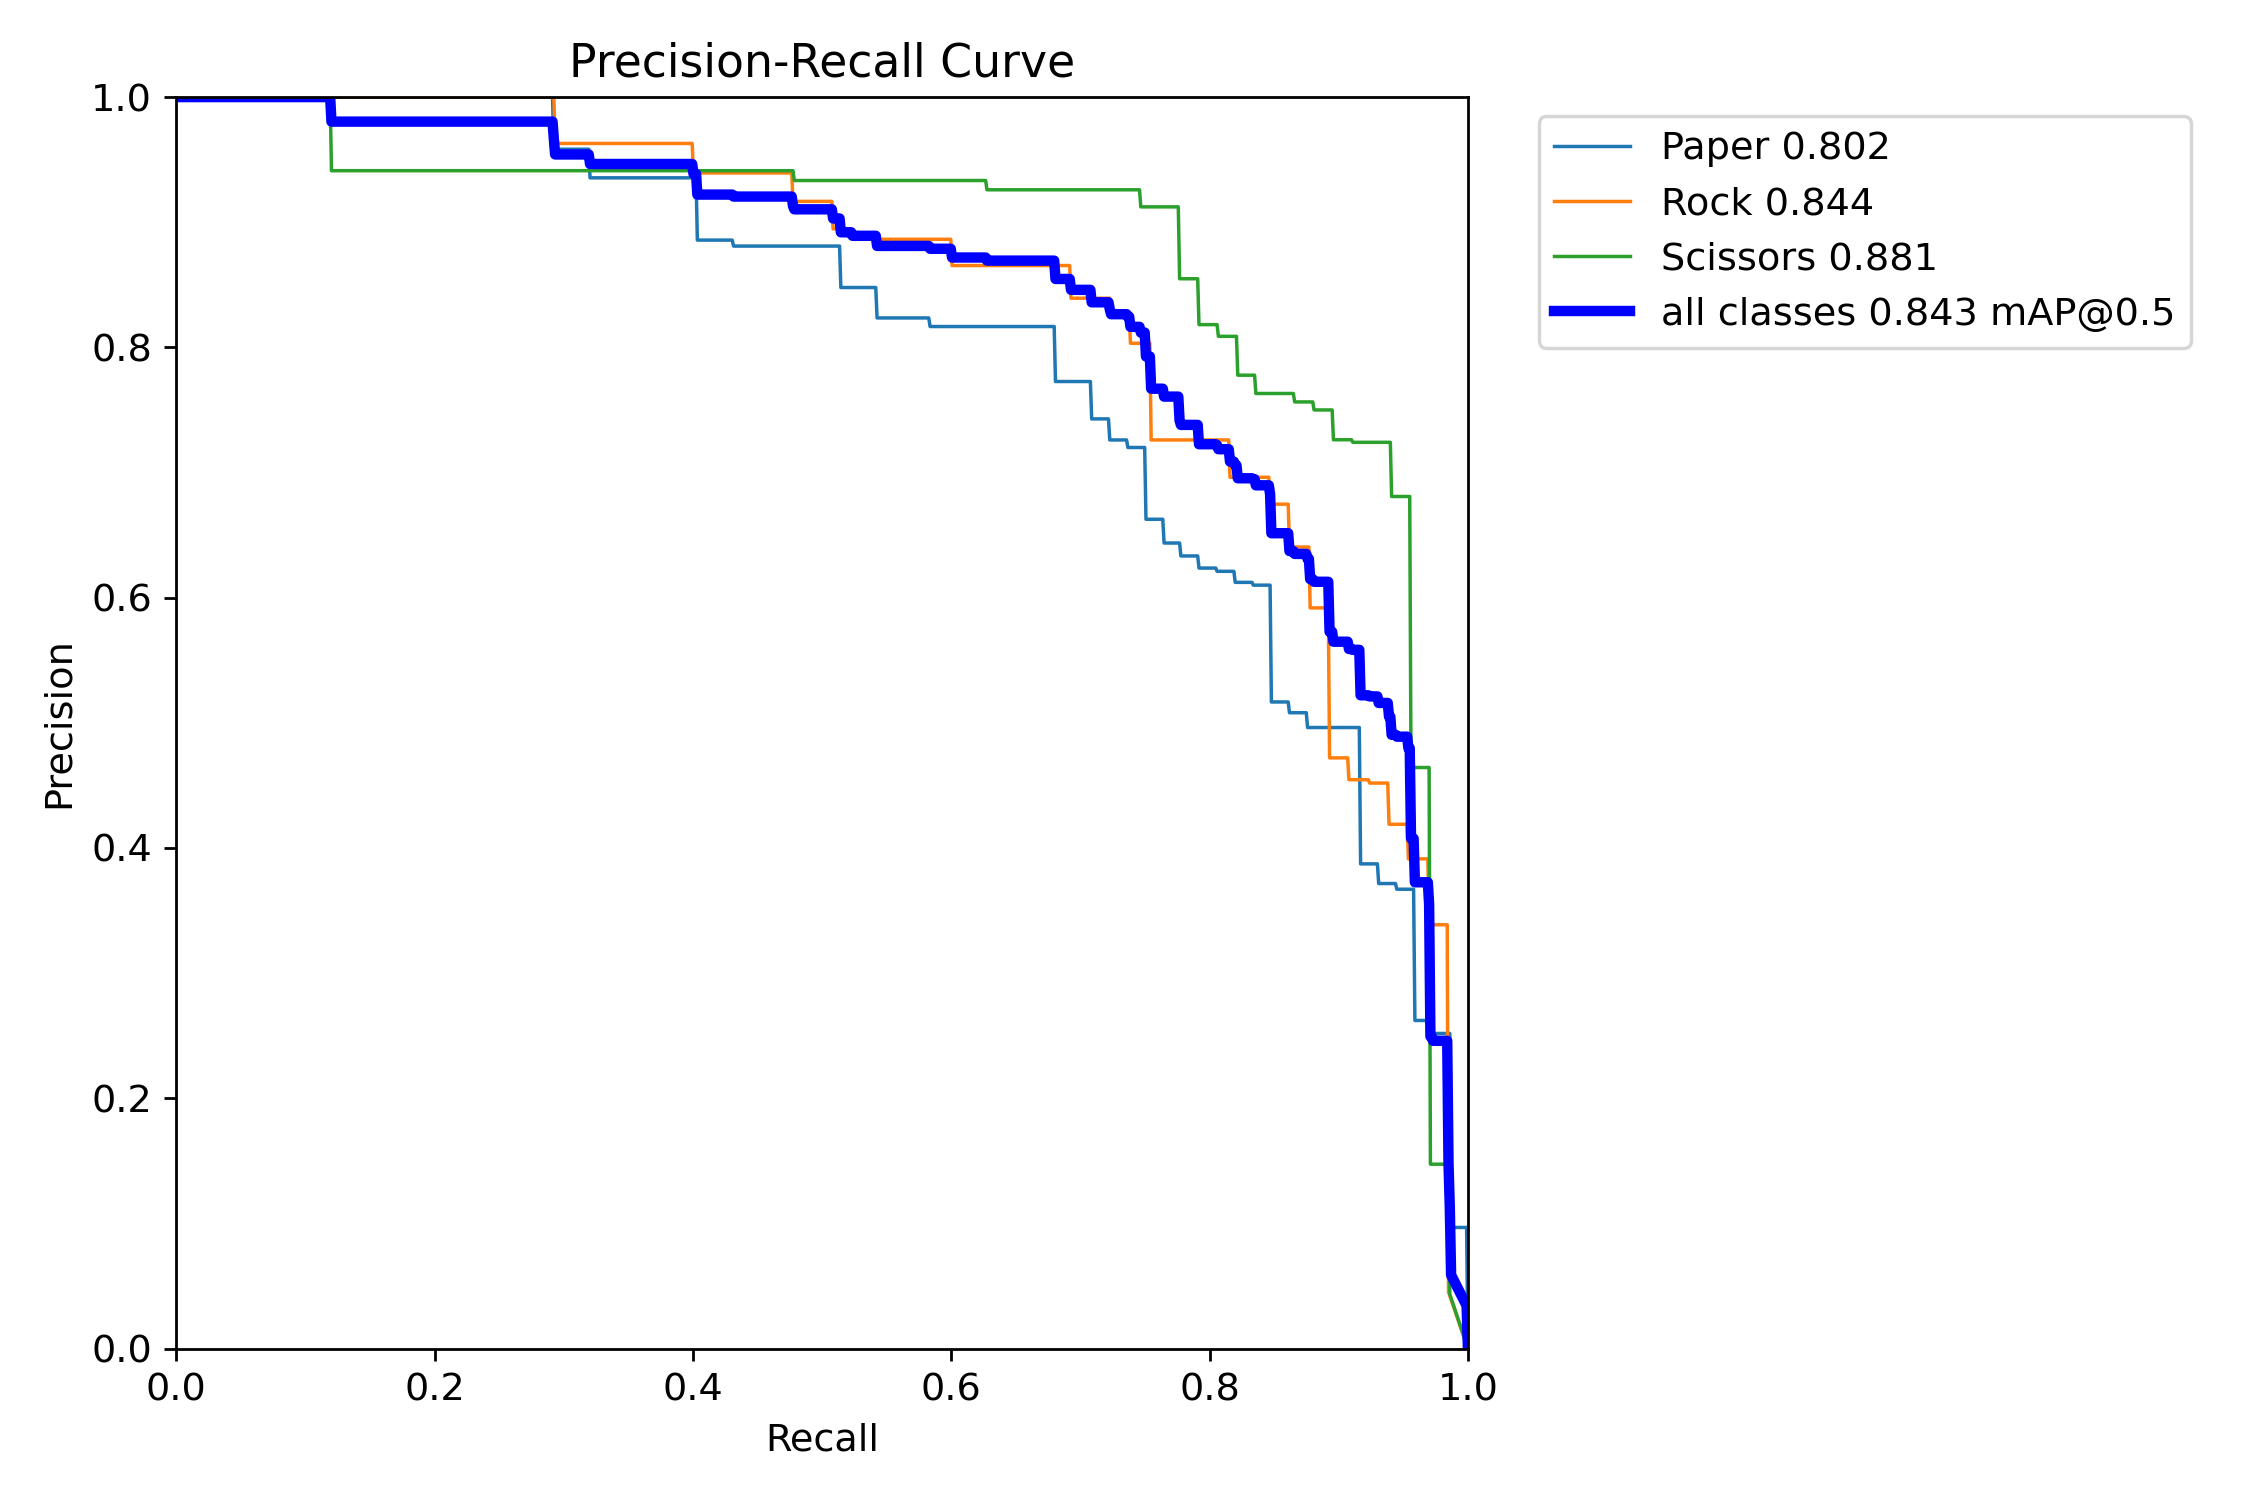 Precision-Recall Curve
1.0
0.8
0.6
0.4
0.2
0.0
Precision
0.0 0.2 0.4 0.6 0.8 1.0
Recall
Paper 0.802
Rock 0.844
Scissors 0.881
all classes 0.843 mAP@0.5